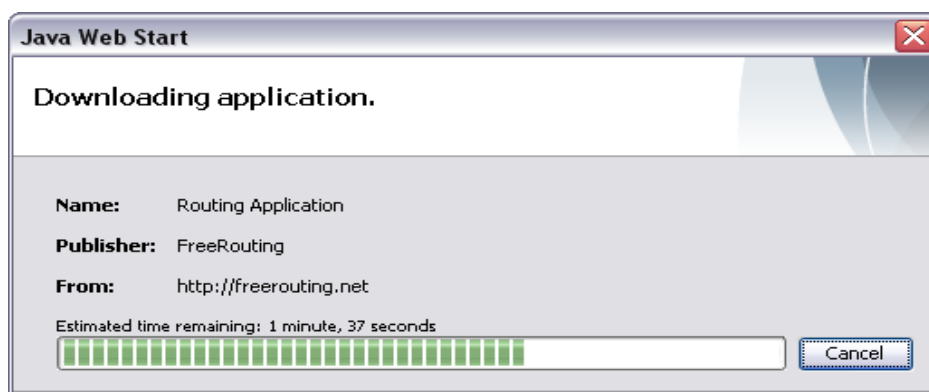 Java Web Start
Downloading application.
Name: Routing Application
Publisher: FreeRouting
From: http://freerouting.net
Estimated time remaining: 1 minute, 37 seconds
Cancel